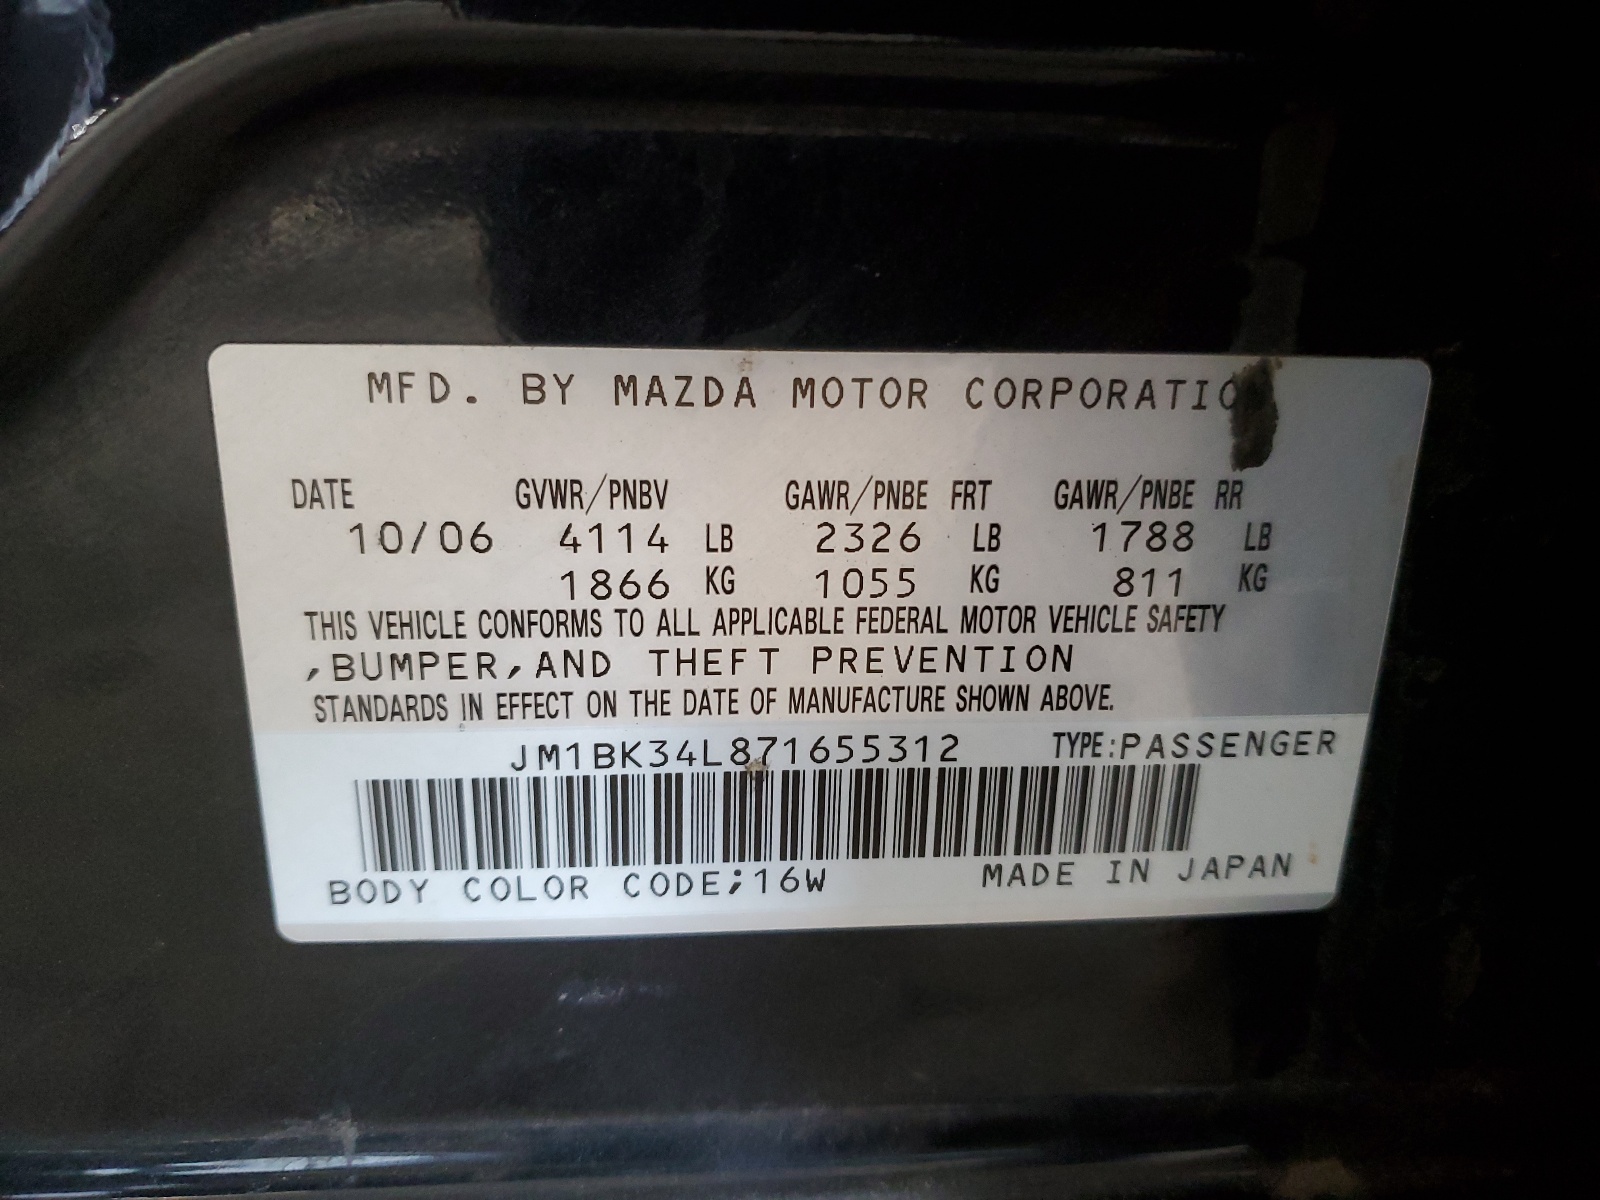 MFD. BY MAZDA MOTOR CORPORATIO
DATE GVWR/PNBV GAWR/PNBE FRT GAWR/PNBE RR
10/06 4114 LB 2326 LB 1788 LB
1866 KG 1055 KG 811 KG
THIS VEHICLE CONFORMS TO ALL APPLICABLE FEDERAL MOTOR VEHICLE SAFETY
,BUMPER,AND THEFT PREVENTION
STANDARDS IN EFFECT ON THE DATE OF MANUFACTURE SHOWN ABOVE.
JM1BK34L871655312 TYPE:PASSENGER
BODY COLOR CODE;16W MADE IN JAPAN